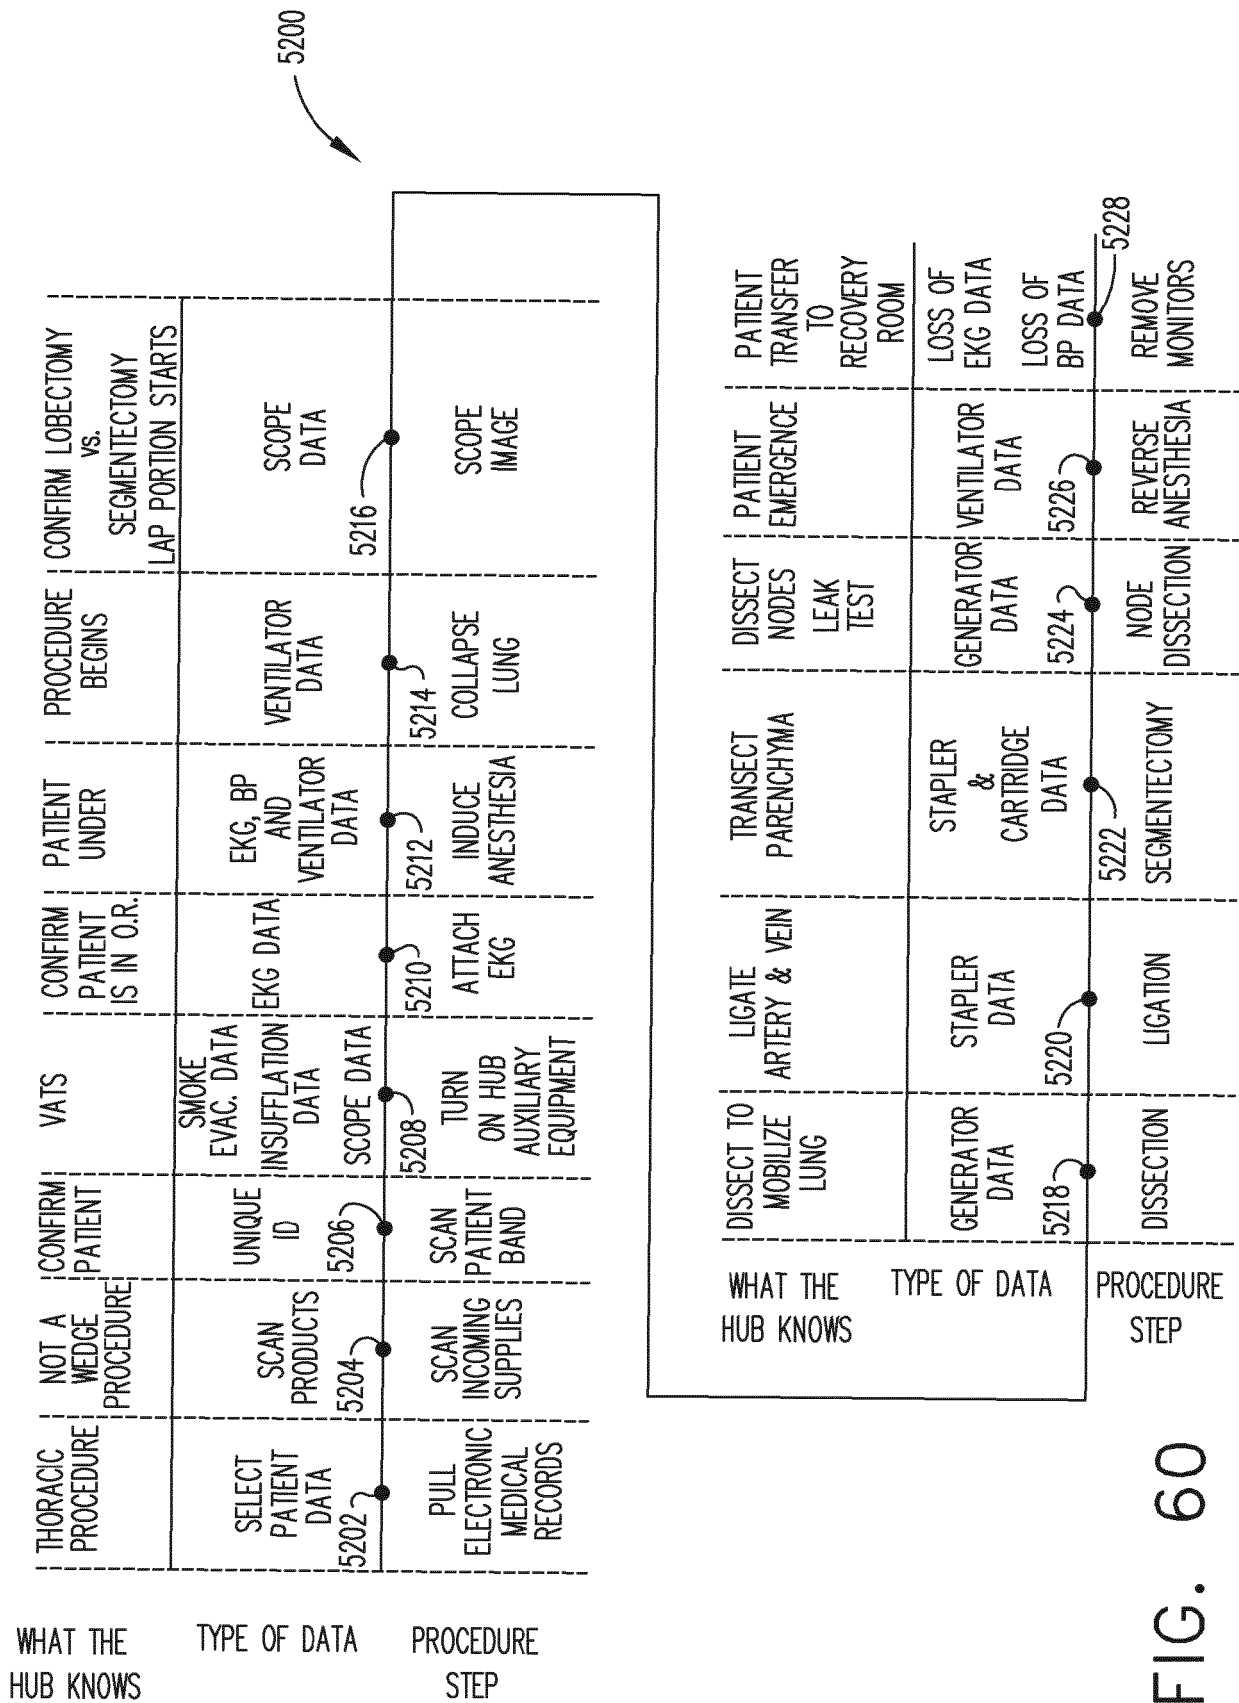 5200
WHAT THE
HUB KNOWS
THORACIC
PROCEDURE
NOT A
WEDGE
PROCEDURE
CONFIRM
PATIENT
VATS
CONFIRM
PATIENT
IS IN O.R.
PATIENT
UNDER
PROCEDURE
BEGINS
CONFIRM LOBECTOMY
vs.
SEGMENTECTOMY
LAP PORTION STARTS
TYPE OF DATA
SELECT
PATIENT
DATA
SCAN
PRODUCTS
UNIQUE
ID
SMOKE
EVAC. DATA
INSUFFLATION
DATA
SCOPE DATA
EKG DATA
EKG, BP
AND
VENTILATOR
DATA
VENTILATOR
DATA
SCOPE
DATA
5202
5204
5206
5208
5210
5212
5214
5216
PROCEDURE
STEP
PULL
ELECTRONIC
MEDICAL
RECORDS
SCAN
INCOMING
SUPPLIES
SCAN
PATIENT
BAND
TURN
ON HUB
AUXILIARY
EQUIPMENT
ATTACH
EKG
INDUCE
ANESTHESIA
COLLAPSE
LUNG
SCOPE
IMAGE
WHAT THE
HUB KNOWS
DISSECT TO
MOBILIZE
LUNG
LIGATE
ARTERY & VEIN
TRANSECT
PARENCHYMA
DISSECT
NODES
LEAK
TEST
PATIENT
EMERGENCE
PATIENT
TRANSFER
TO
RECOVERY
ROOM
TYPE OF DATA
GENERATOR
DATA
STAPLER
DATA
STAPLER
&
CARTRIDGE
DATA
GENERATOR
DATA
VENTILATOR
DATA
LOSS OF
EKG DATA
LOSS OF
BP DATA
5218
5220
5222
5224
5226
5228
PROCEDURE
STEP
DISSECTION
LIGATION
SEGMENTECTOMY
NODE
DISSECTION
REVERSE
ANESTHESIA
REMOVE
MONITORS
FIG. 60